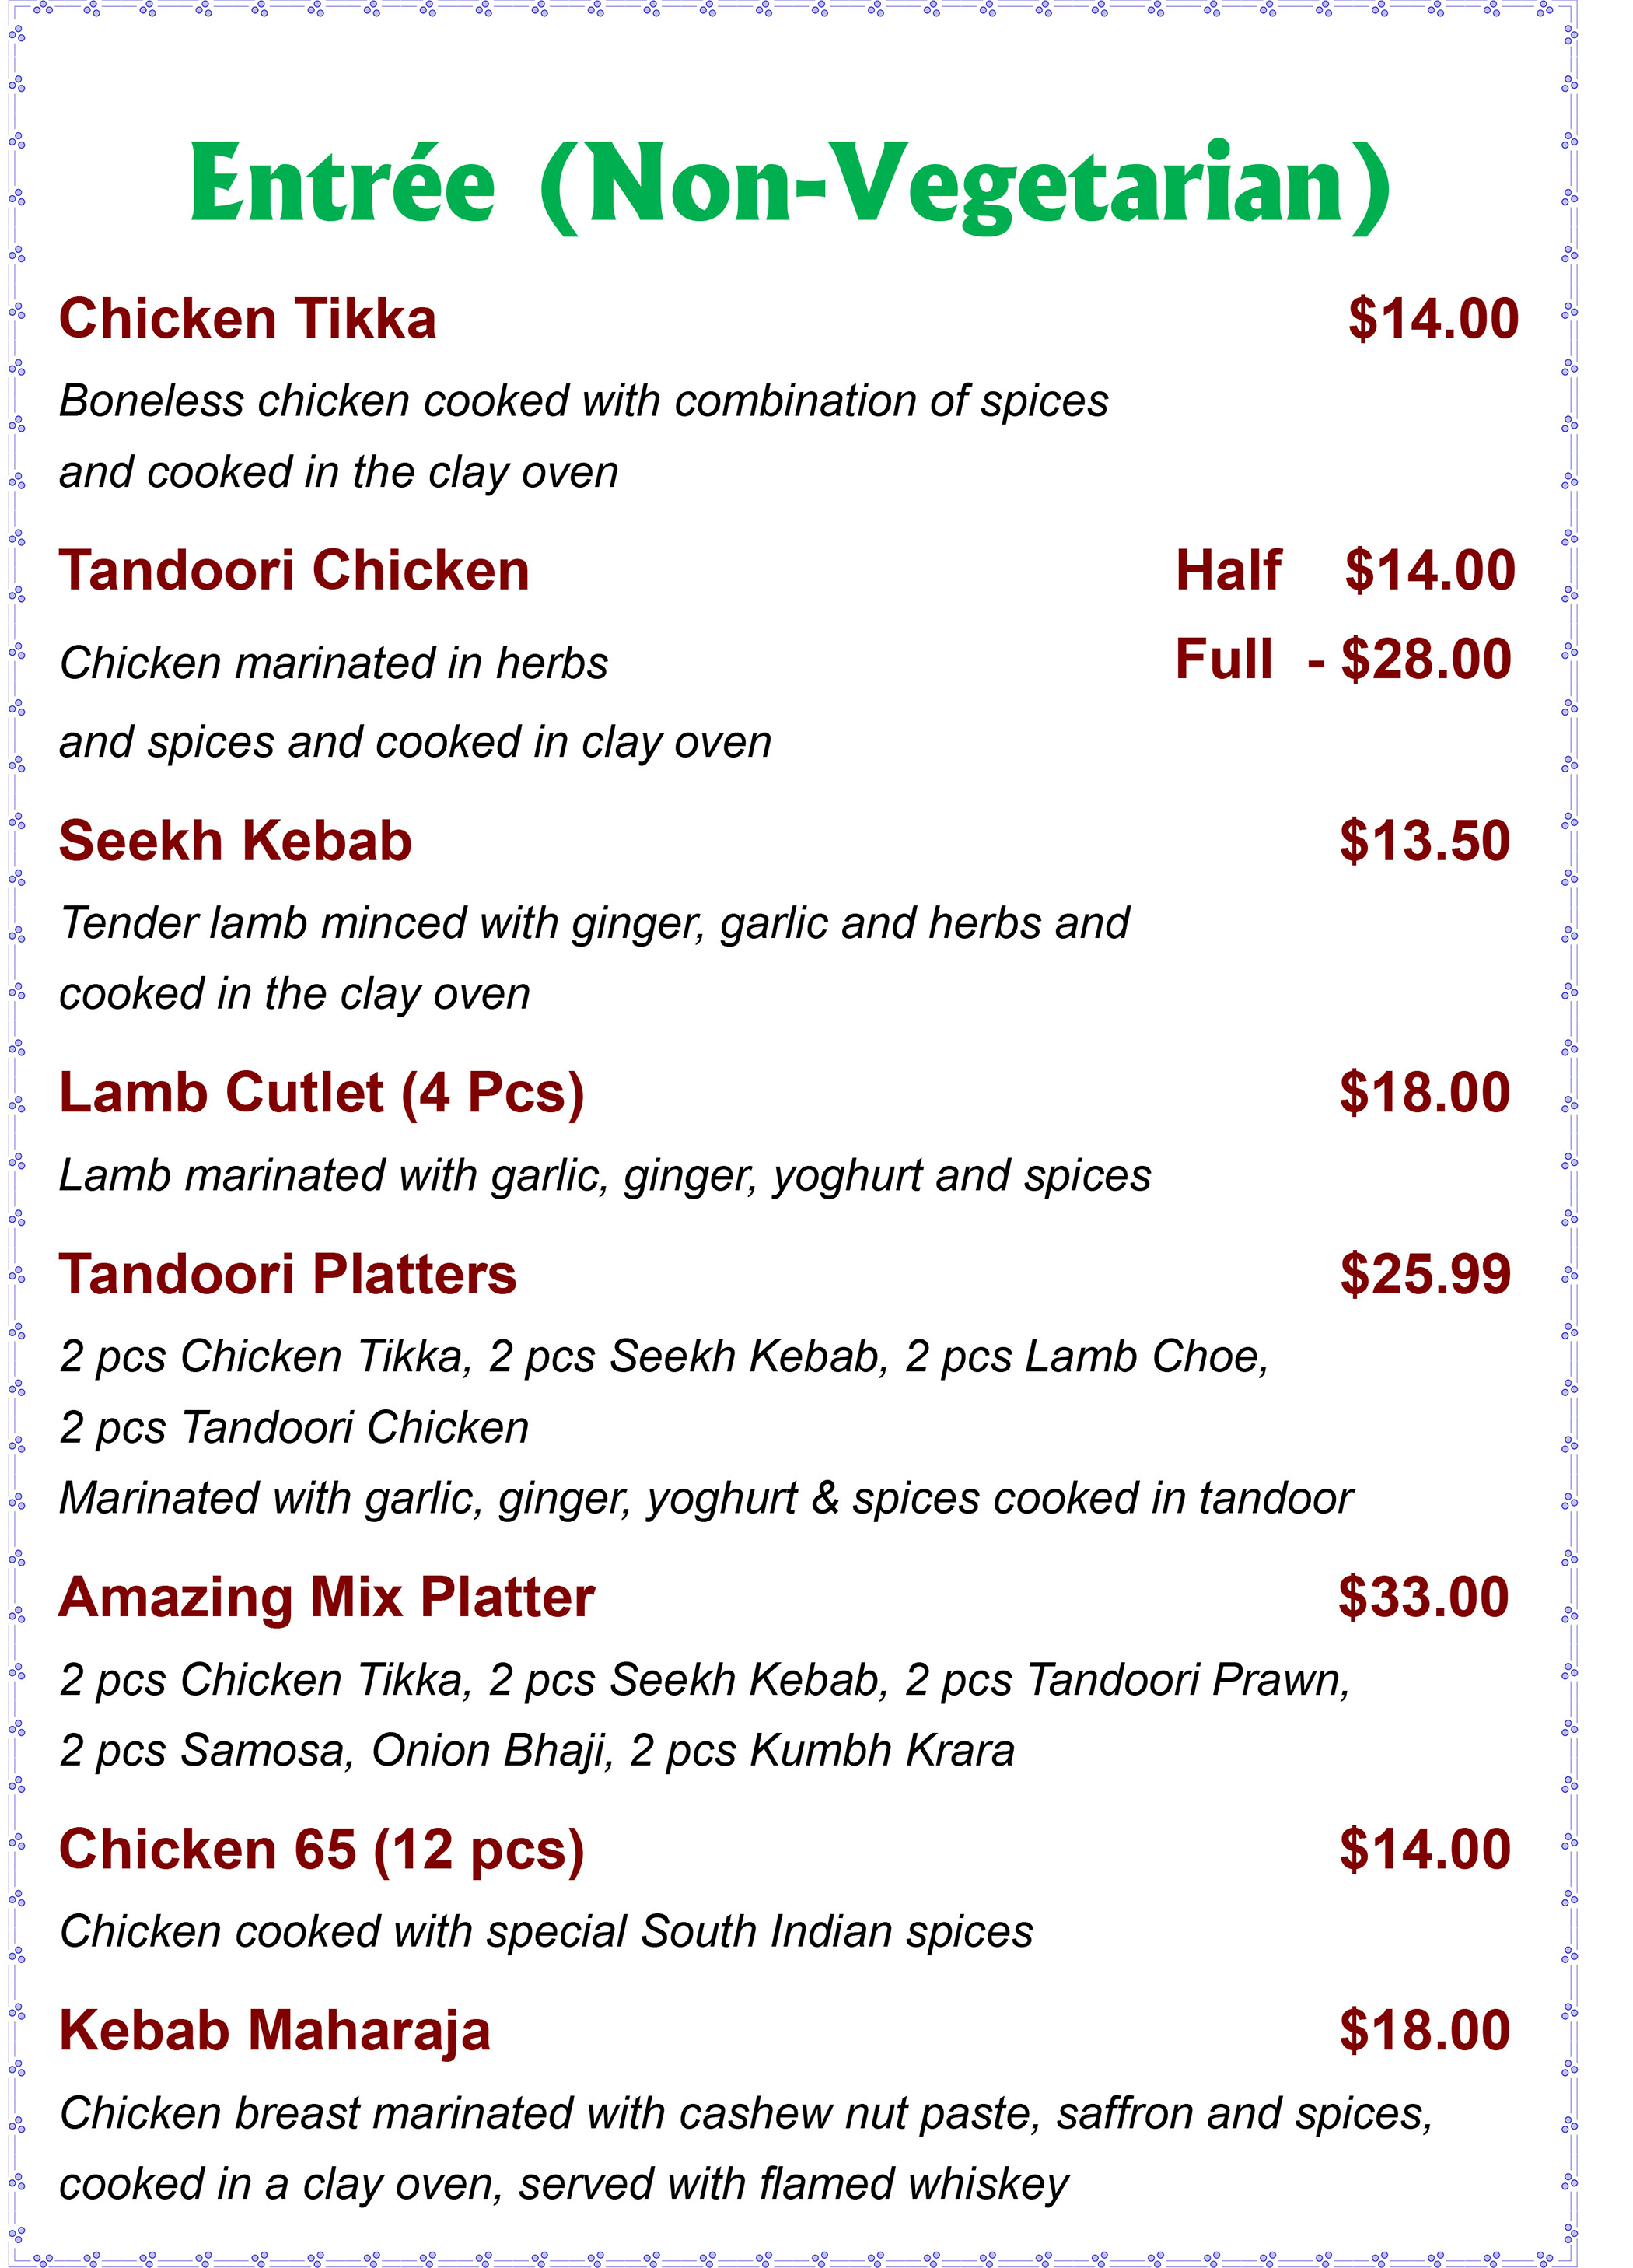 Entrée (Non-Vegetarian)
Chicken Tikka $14.00
Boneless chicken cooked with combination of spices
and cooked in the clay oven
Tandoori Chicken Half $14.00
Chicken marinated in herbs Full - $28.00
and spices and cooked in clay oven
Seekh Kebab $13.50
Tender lamb minced with ginger, garlic and herbs and
cooked in the clay oven
Lamb Cutlet (4 Pcs) $18.00
Lamb marinated with garlic, ginger, yoghurt and spices
Tandoori Platters $25.99
2 pcs Chicken Tikka, 2 pcs Seekh Kebab, 2 pcs Lamb Choe,
2 pcs Tandoori Chicken
Marinated with garlic, ginger, yoghurt & spices cooked in tandoor
Amazing Mix Platter $33.00
2 pcs Chicken Tikka, 2 pcs Seekh Kebab, 2 pcs Tandoori Prawn,
2 pcs Samosa, Onion Bhaji, 2 pcs Kumbh Krara
Chicken 65 (12 pcs) $14.00
Chicken cooked with special South Indian spices
Kebab Maharaja $18.00
Chicken breast marinated with cashew nut paste, saffron and spices,
cooked in a clay oven, served with flamed whiskey